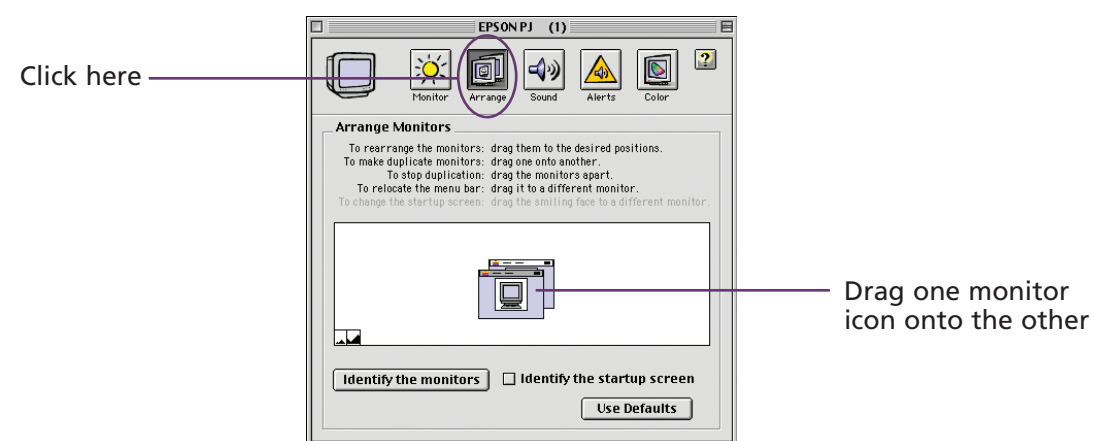 EPSON PJ (1)
Click here
Monitor Arrange Sound Alerts Color
?
Arrange Monitors
To rearrange the monitors: drag them to the desired positions.
To make duplicate monitors: drag one onto another.
To stop duplication: drag the monitors apart.
To relocate the menu bar: drag it to a different monitor.
To change the startup screen: drag the smiling face to a different monitor.
Drag one monitor
icon onto the other
Identify the monitors Identify the startup screen
Use Defaults